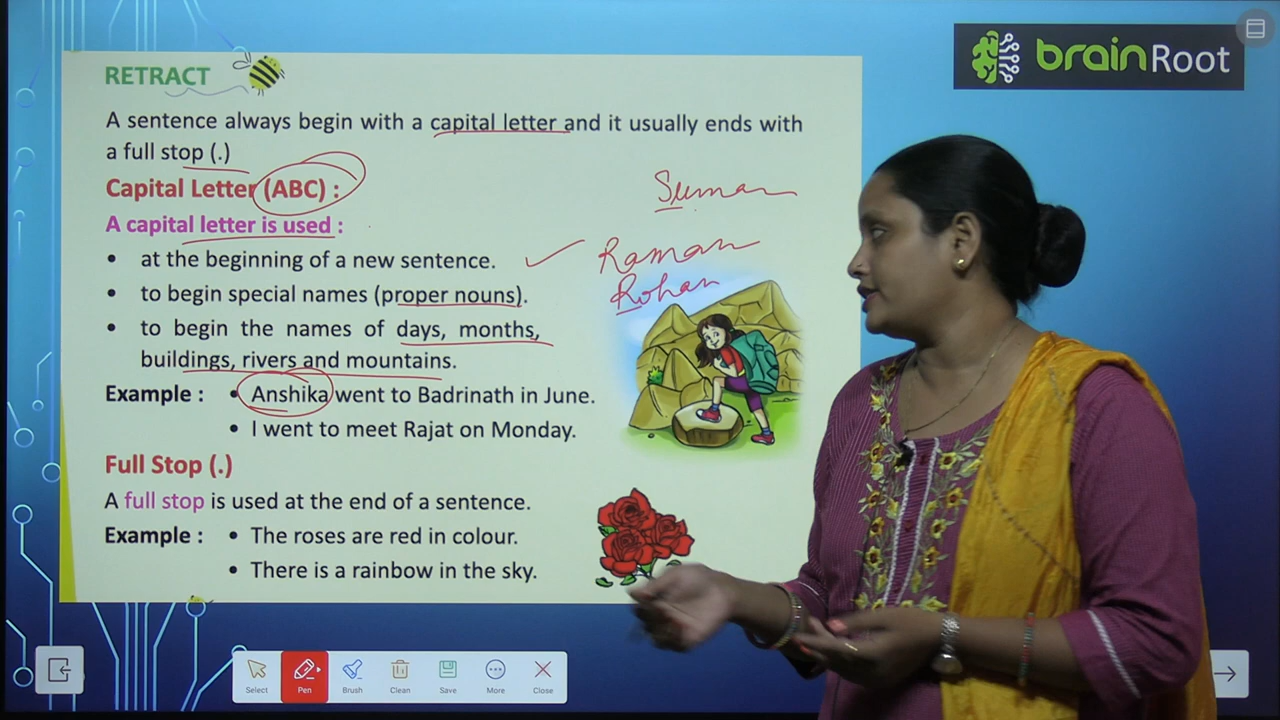 brainRoot
RETRACT
A sentence always begin with a capital letter and it usually ends with
a full stop (.)
Capital Letter (ABC) :
A capital letter is used :
• at the beginning of a new sentence.
• to begin special names (proper nouns).
• to begin the names of days, months,
buildings, rivers and mountains.
Suman
Raman
Rohan
Example : • Anshika went to Badrinath in June.
• I went to meet Rajat on Monday.
Full Stop (.)
A full stop is used at the end of a sentence.
Example : • The roses are red in colour.
• There is a rainbow in the sky.
Select Pen Brush Clean Save More Close